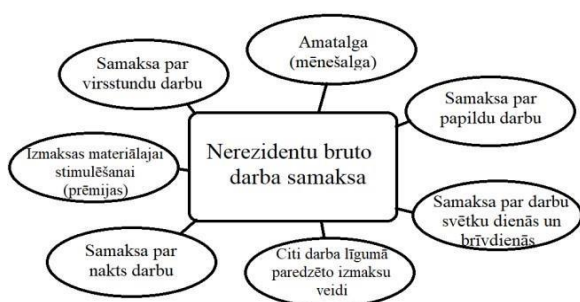 Amatalga
(mēnešalga)
Samaksa par
virsstundu darbu
Samaksa par
papildu darbu
Nerezidentu bruto
darba samaksa
Izmaksas materiālajai
stimulēšanai
(prēmijas)
Samaksa par darbu
svētku dienās un
brīvdienās
Samaksa par
nakts darbu
Citi darba līgumā
paredzēto izmaksu
veidi